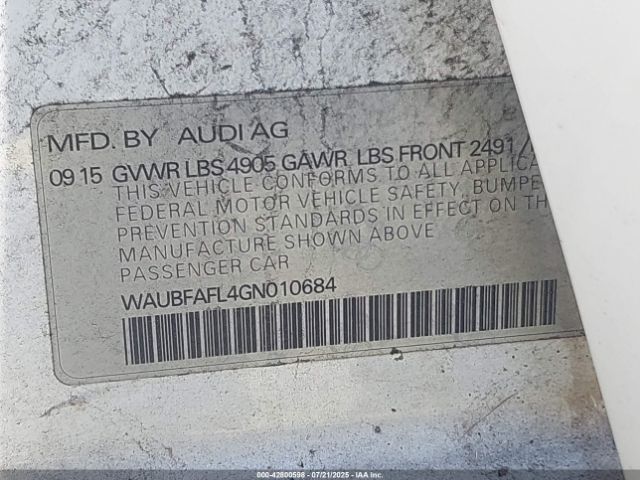 MFD. BY AUDI AG
09 15 GVWR LBS 4905 GAWR LBS FRONT 2491
THIS VEHICLE CONFORMS TO ALL
FEDERAL MOTOR VEHICLE SAFETY,
PREVENTION STANDARDS IN EFFECT ON
MANUFACTURE SHOWN ABOVE
PASSENGER CAR
WAUBFAFL4GN010684
000-42800598 - 07/21/2025 - IAA Inc.